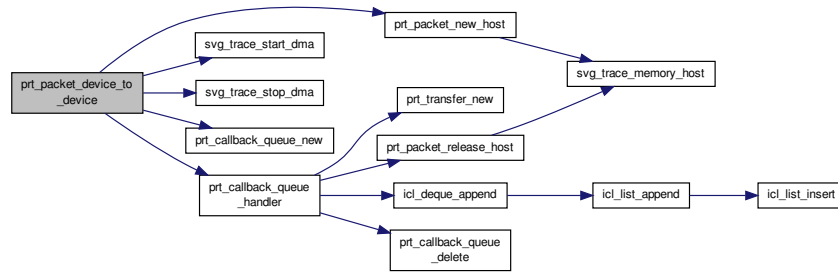 prt_packet_device_to
_device
prt_packet_new_host
svg_trace_start_dma
svg_trace_stop_dma
prt_callback_queue_new
prt_callback_queue
_handler
svg_trace_memory_host
prt_transfer_new
prt_packet_release_host
icl_deque_append
icl_list_append
icl_list_insert
prt_callback_queue
_delete